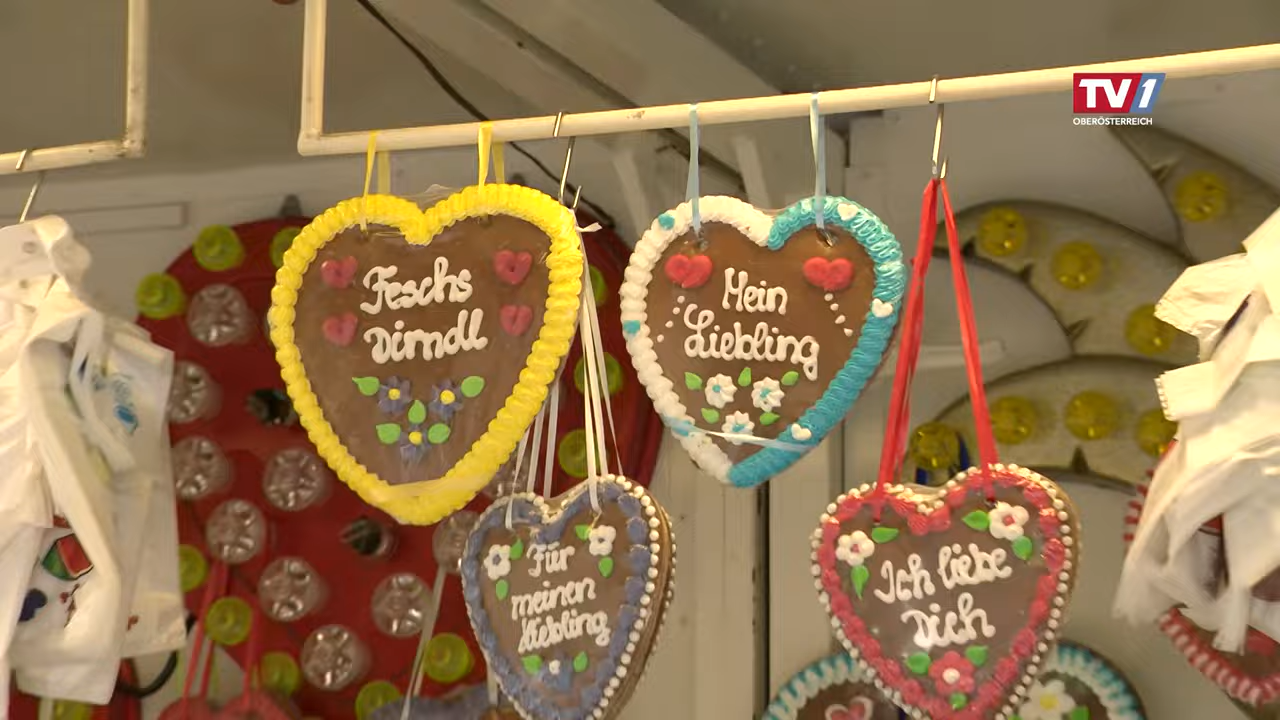 TV1
OBERÖSTERREICH
Feschs
Dirndl
Mein
Liebling
Für
meinen
Liebling
Ich liebe
Dich